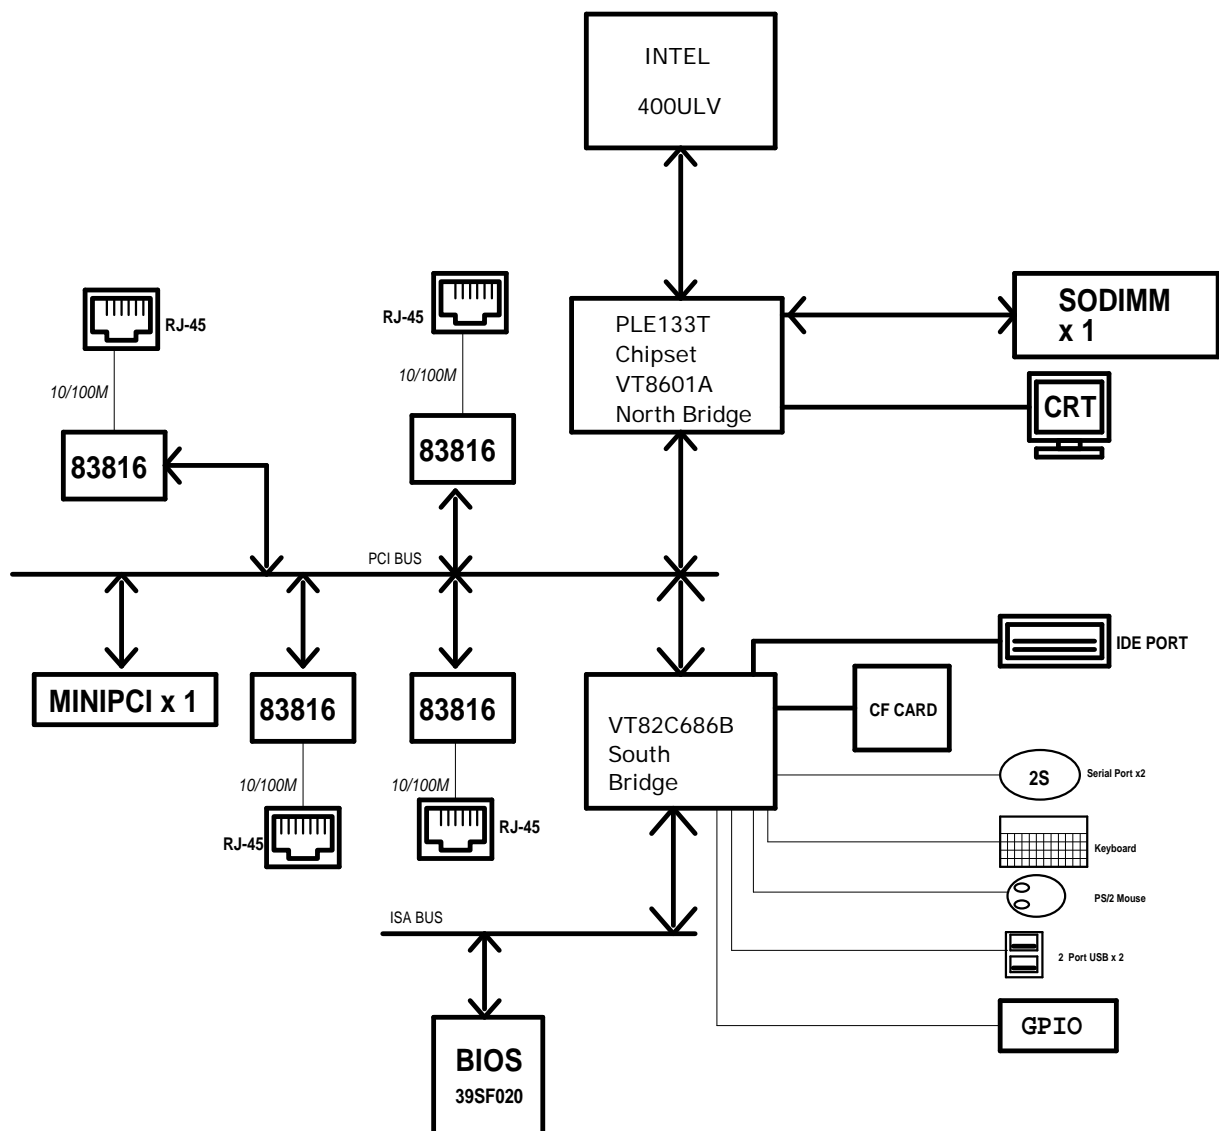 INTEL
400ULV
RJ-45
RJ-45
SODIMM
x 1
PLE133T
Chipset
VT8601A
North Bridge
10/100M
10/100M
CRT
83816
83816
PCI BUS
IDE PORT
MINIPCI x 1
83816
83816
CF CARD
VT82C686B
South
Bridge
2S
Serial Port x2
10/100M
10/100M
RJ-45
RJ-45
Keyboard
PS/2 Mouse
ISA BUS
2 Port USB x 2
GPIO
BIOS
39SF020